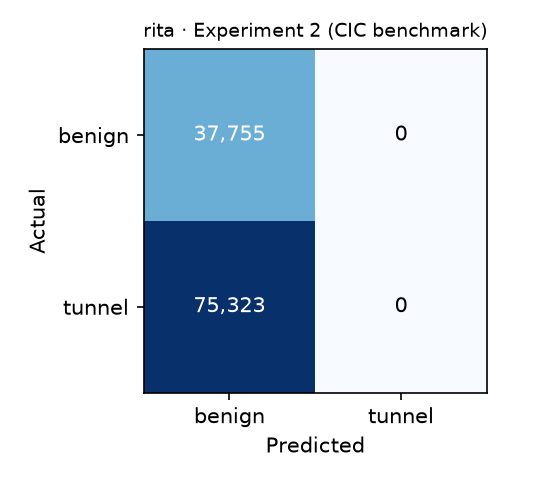 rita · Experiment 2 (CIC benchmark)
Actual
benign
37,755
0
tunnel
75,323
0
benign
tunnel
Predicted